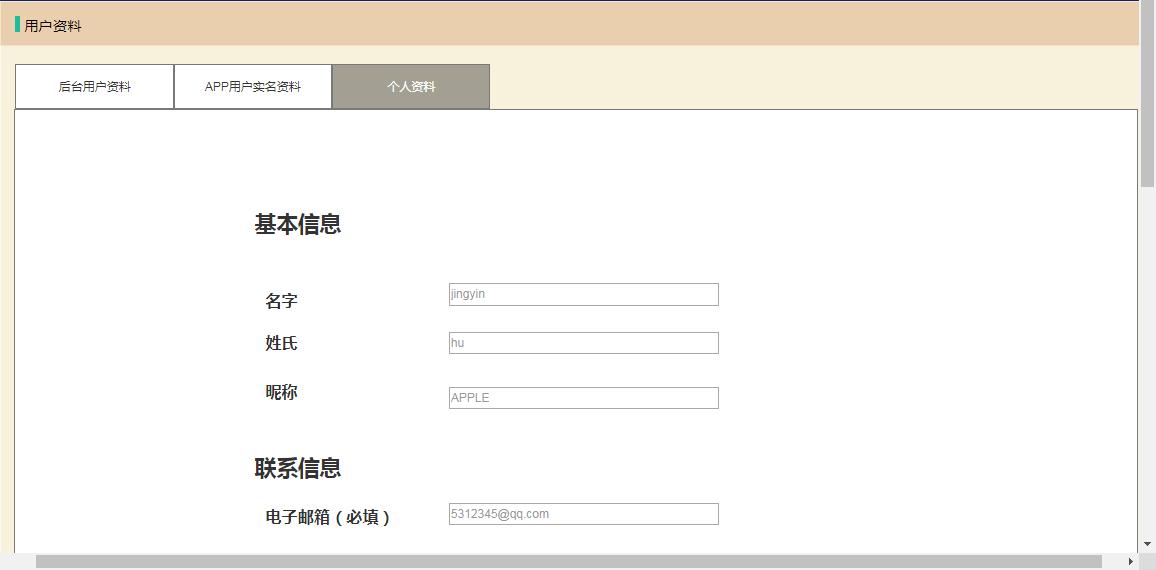 用户资料
后台用户资料 APP用户实名资料 个人资料
基本信息
名字 jingyin
姓氏 hu
昵称 APPLE
联系信息
电子邮箱（必填） 5312345@qq.com